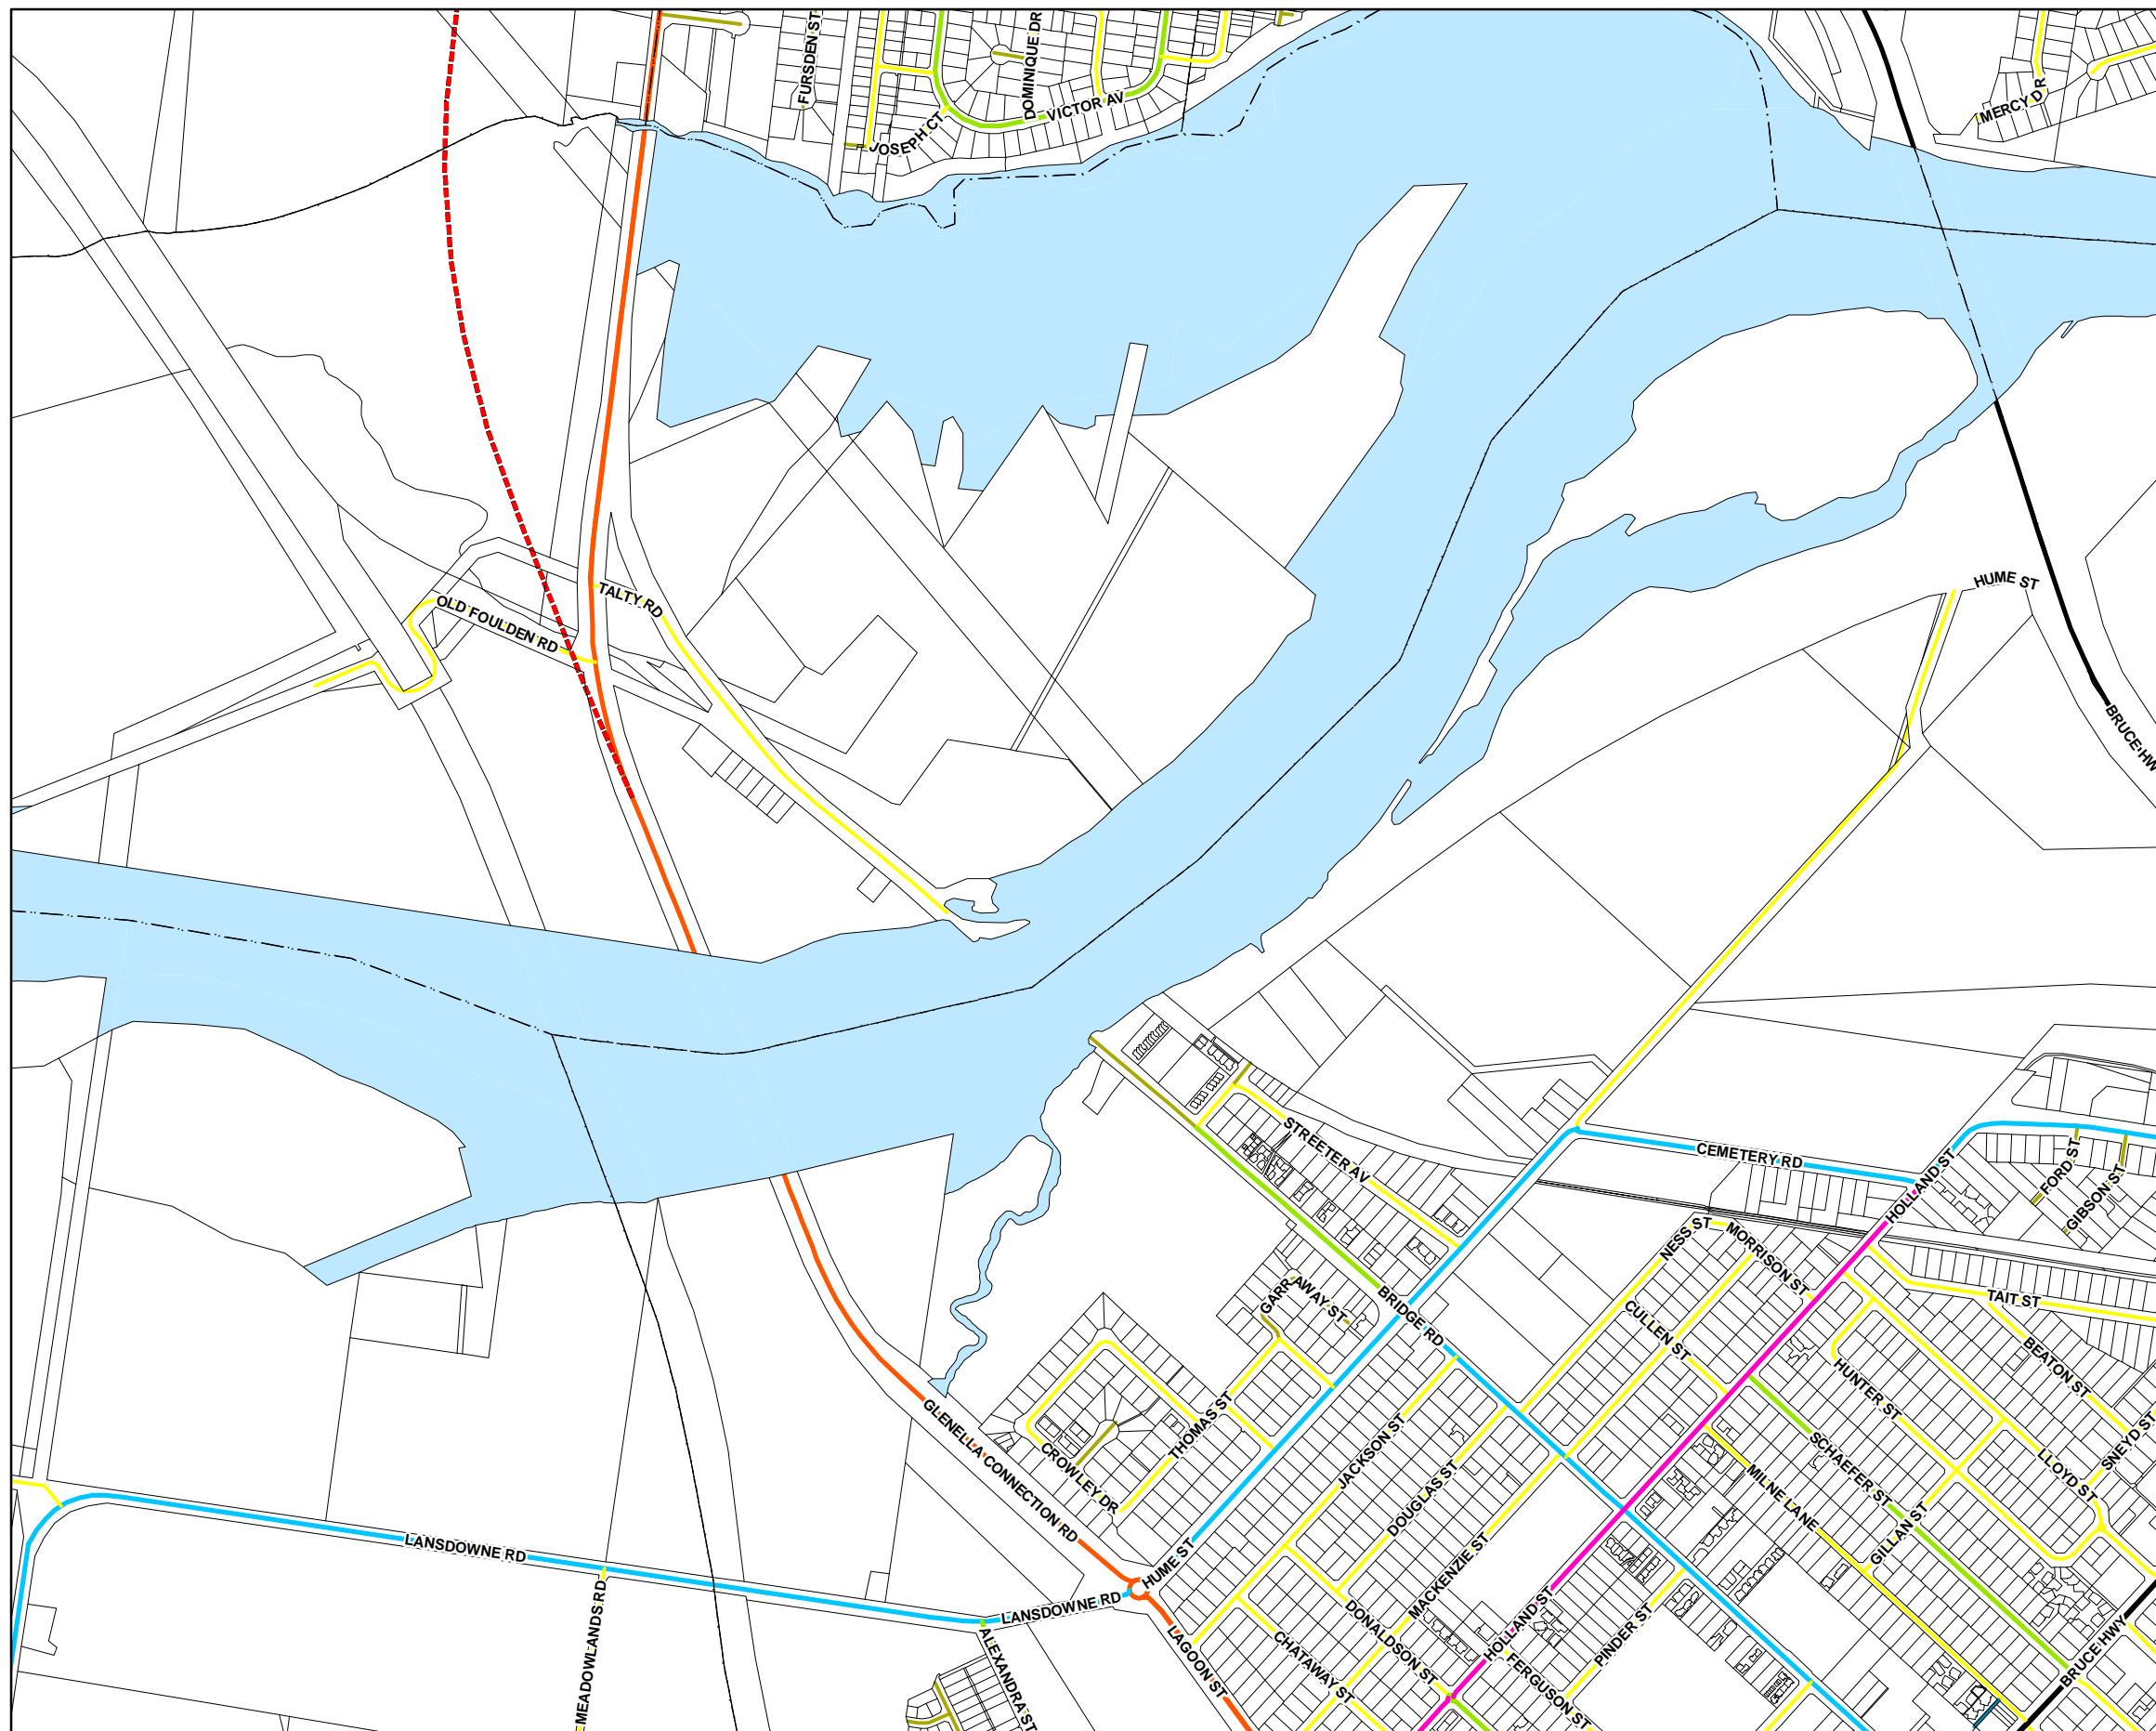 FURSDEN ST
DOMINIQUE DR
VICTOR AV
JOSEPH CT
MERCY DR
TALTY RD
OLD FOULDEN RD
HUME ST
BRUCE HW
STREETER AV
CEMETERY RD
HOLLAND ST
FORD ST
GIBSON ST
NESS ST
MORRISON ST
GARRAWAY ST
BRIDGE RD
CULLEN ST
TAIT ST
BEATON ST
HUNTER ST
GLENELLA CONNECTION RD
CROWLEY DR
THOMAS ST
JACKSON ST
DOUGLAS ST
SCHAEFER ST
SNEYD ST
LLOYD ST
MILNE LANE
GILLAN ST
LANSDOWNE RD
HUME ST
MACKENZIE ST
LANSDOWNE RD
MEADOWLANDS RD
ALEXANDRA ST
LAGOON ST
CHATAWAY ST
DONALDSON ST
HOLLAND ST
FERGUSON ST
PINDER ST
BRUCE HWY